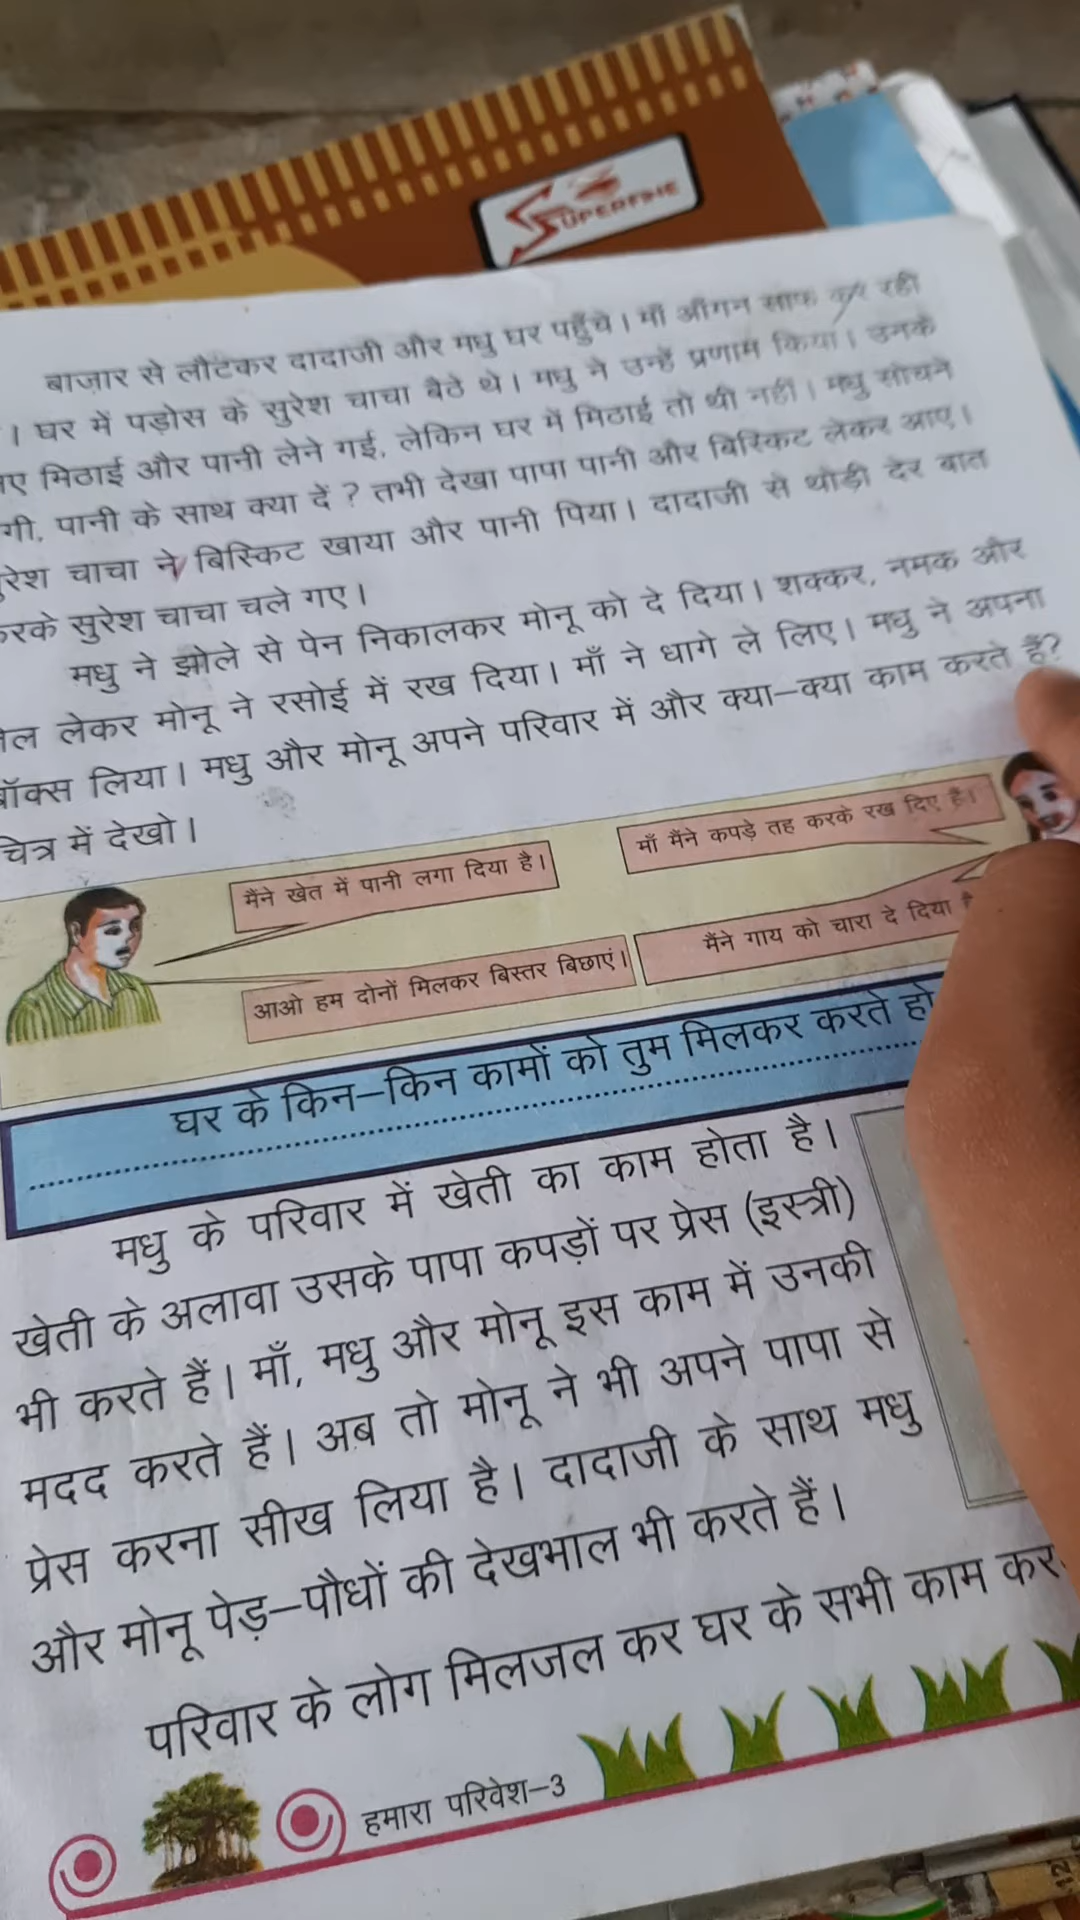 SUPERFINE
बाज़ार से लौटकर दादाजी और मधु घर पहुँचे। माँ आँगन साफ कर रही
। घर में पड़ोस के सुरेश चाचा बैठे थे। मधु ने उन्हें प्रणाम किया। उनके
मिठाई और पानी लेने गई, लेकिन घर में मिठाई तो थी नहीं। मधु सोचने
गी, पानी के साथ क्या दें ? तभी देखा पापा पानी और बिस्किट लेकर आए।
रेश चाचा ने बिस्किट खाया और पानी पिया। दादाजी से थोड़ी देर बात
रके सुरेश चाचा चले गए।
मधु ने झोले से पेन निकालकर मोनू को दे दिया। शक्कर, नमक और
ल लेकर मोनू ने रसोई में रख दिया। माँ ने धागे ले लिए। मधु ने अपना
बॉक्स लिया। मधु और मोनू अपने परिवार में और क्या–क्या काम करते हैं?
चित्र में देखो।
मैंने खेत में पानी लगा दिया है।
माँ मैंने कपड़े तह करके रख दिए हैं।
आओ हम दोनों मिलकर बिस्तर बिछाएं।
मैंने गाय को चारा दे दिया
घर के किन–किन कामों को तुम मिलकर करते हो
मधु के परिवार में खेती का काम होता है।
खेती के अलावा उसके पापा कपड़ों पर प्रेस (इस्त्री)
भी करते हैं। माँ, मधु और मोनू इस काम में उनकी
मदद करते हैं। अब तो मोनू ने भी अपने पापा से
प्रेस करना सीख लिया है। दादाजी के साथ मधु
और मोनू पेड़–पौधों की देखभाल भी करते हैं।
परिवार के लोग मिलजल कर घर के सभी काम कर
हमारा परिवेश–3
12